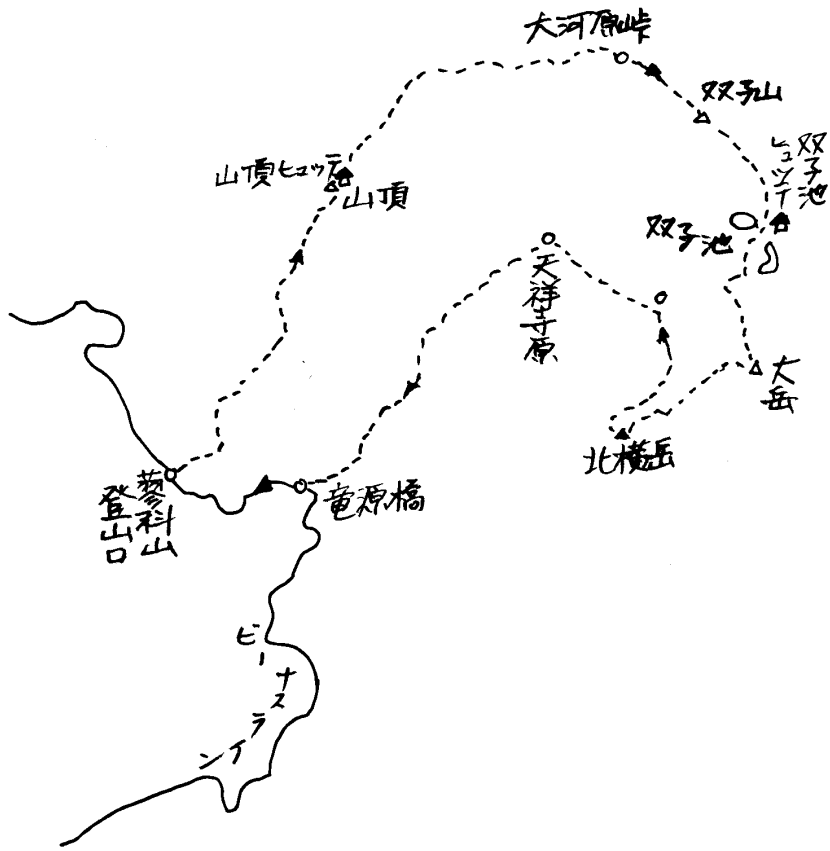 大河原峠
双子山
双子池
ヒュッテ
山頂ヒュッテ
山頂
双子池
天祥寺原
大岳
北横岳
蓼科山
登山口
竜源橋
ビーナスライン